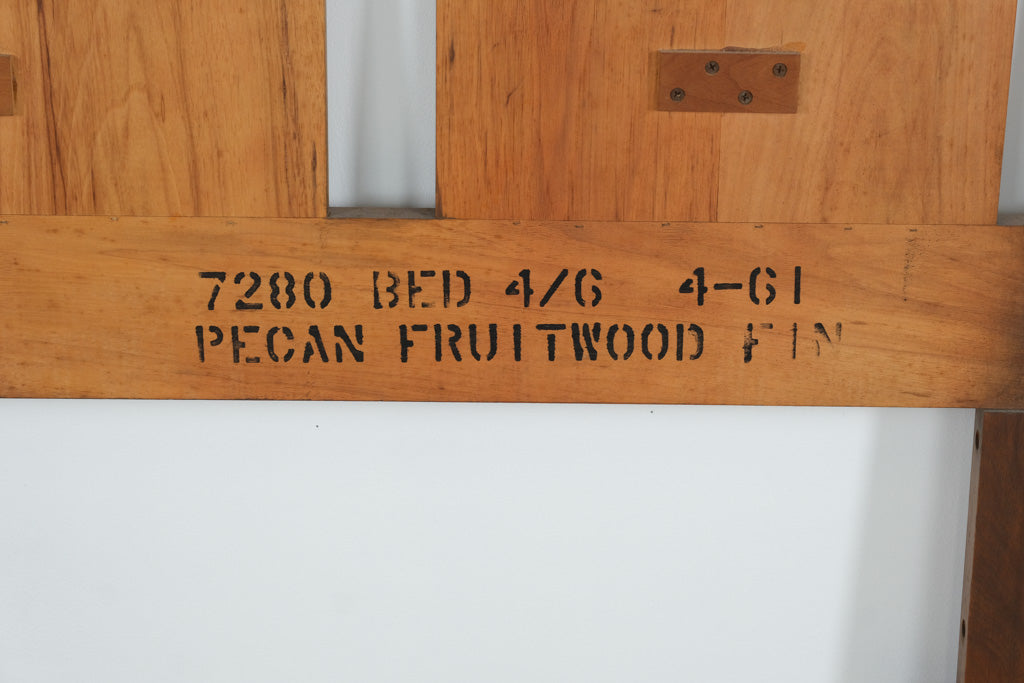 7280 BED 4/6 4-61
PECAN FRUITWOOD FIN